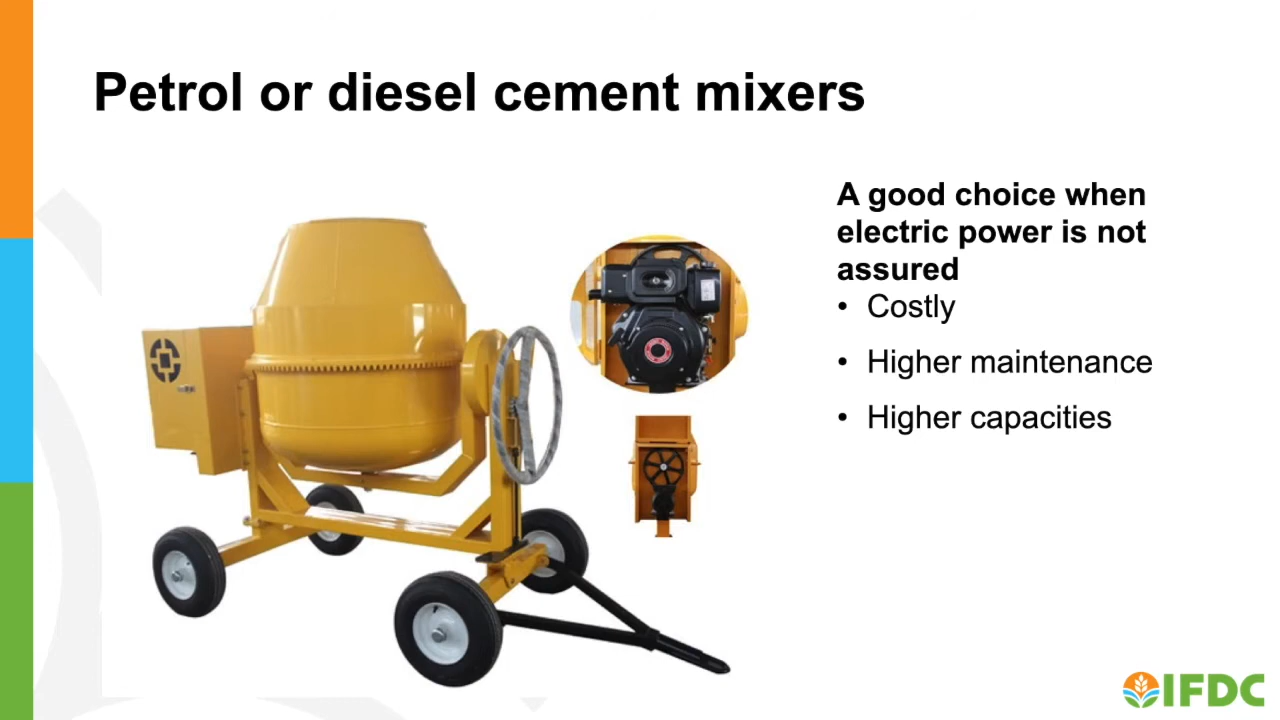 Petrol or diesel cement mixers
A good choice when
electric power is not
assured
• Costly
• Higher maintenance
• Higher capacities
IFDC